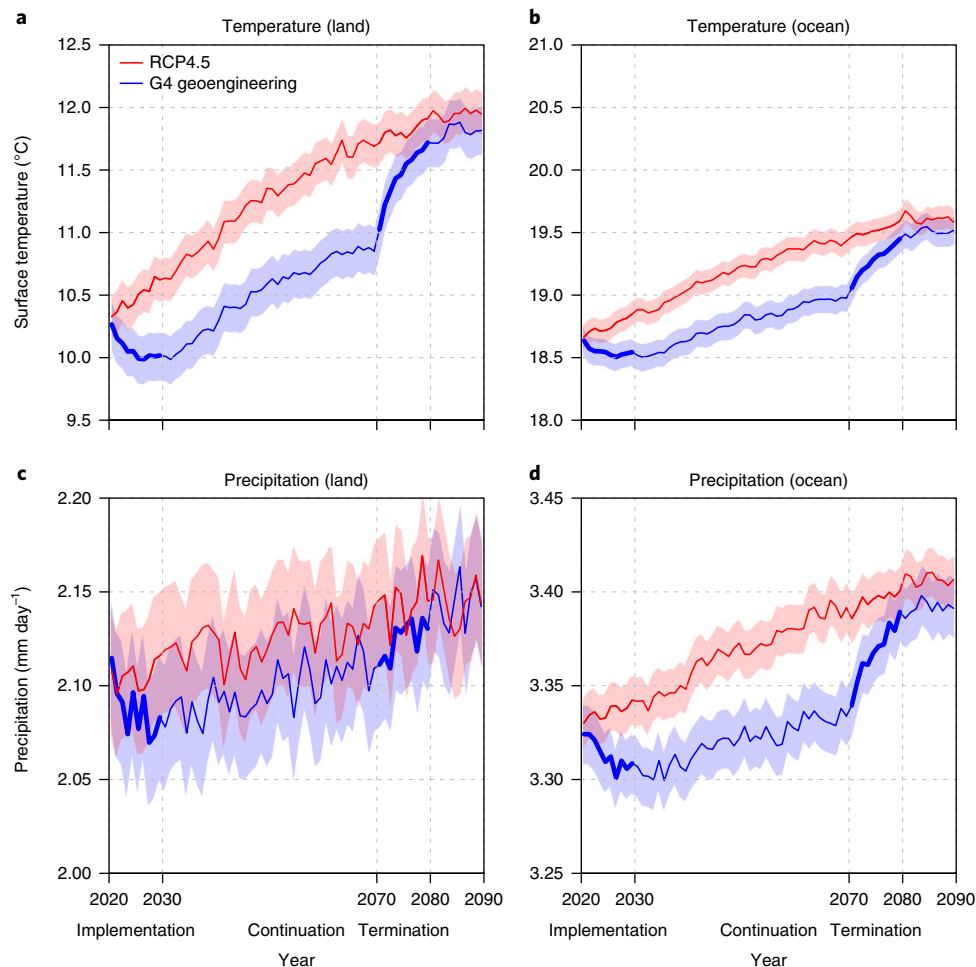 a
Temperature (land)
12.5
12.0
11.5
11.0
10.5
10.0
9.5
Surface temperature (°C)
RCP4.5
G4 geoengineering
b
Temperature (ocean)
21.0
20.5
20.0
19.5
19.0
18.5
18.0
c
Precipitation (land)
2.20
2.15
2.10
2.05
2.00
Precipitation (mm day⁻¹)
2020 2030 2070 2080 2090
Implementation Continuation Termination
Year
d
Precipitation (ocean)
3.45
3.40
3.35
3.30
3.25
2020 2030 2070 2080 2090
Implementation Continuation Termination
Year